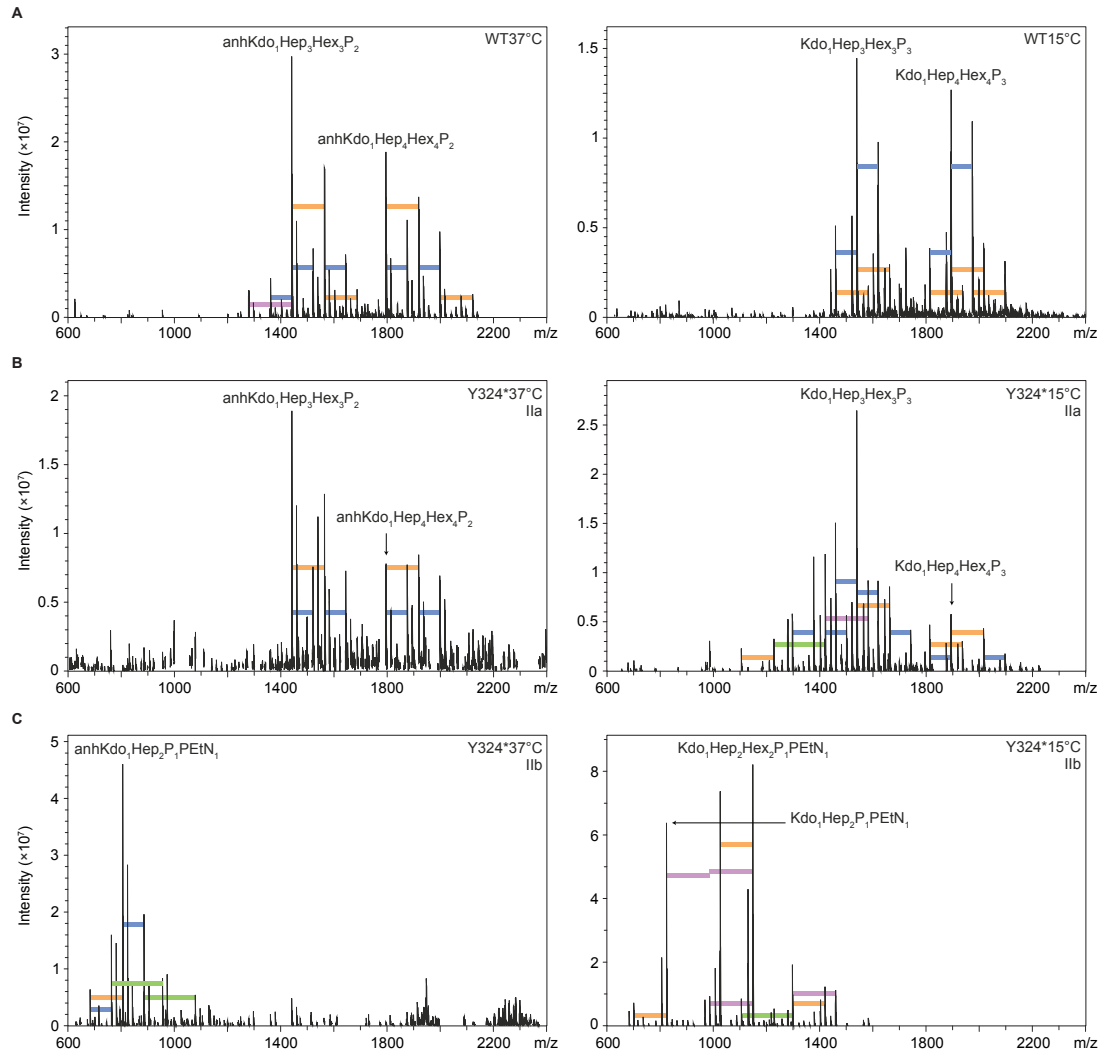 A
WT37°C
anhKdo₁Hep₃Hex₃P₂
anhKdo₁Hep₄Hex₄P₂
Intensity (×10⁷)
3
2
1
0
600 1000 1400 1800 2200 m/z
WT15°C
Kdo₁Hep₃Hex₃P₃
Kdo₁Hep₄Hex₄P₃
1.5
1
0.5
0
600 1000 1400 1800 2200 m/z
B
Y324*37°C
IIa
anhKdo₁Hep₃Hex₃P₂
anhKdo₁Hep₄Hex₄P₂
Intensity (×10⁷)
2
1.5
1
0.5
0
600 1000 1400 1800 2200 m/z
Y324*15°C
IIa
Kdo₁Hep₃Hex₃P₃
Kdo₁Hep₄Hex₄P₃
2.5
2
1.5
1
0.5
0
600 1000 1400 1800 2200 m/z
C
Y324*37°C
IIb
anhKdo₁Hep₂P₁PEtN₁
Intensity (×10⁷)
5
4
3
2
1
0
600 1000 1400 1800 2200 m/z
Y324*15°C
IIb
Kdo₁Hep₂Hex₂P₁PEtN₁
Kdo₁Hep₂P₁PEtN₁
8
6
4
2
0
600 1000 1400 1800 2200 m/z